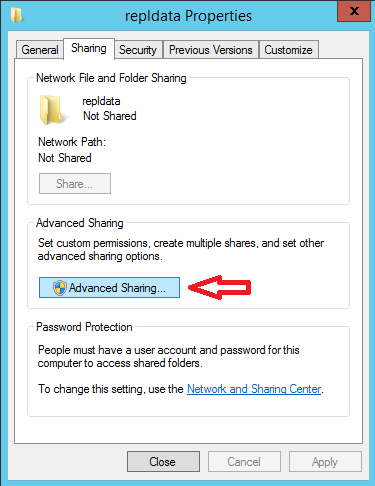 repldata Properties
X
General
Sharing
Security
Previous Versions
Customize
Network File and Folder Sharing
repldata
Not Shared
Network Path:
Not Shared
Share...
Advanced Sharing
Set custom permissions, create multiple shares, and set other
advanced sharing options.
Advanced Sharing...
Password Protection
People must have a user account and password for this
computer to access shared folders.
To change this setting, use the Network and Sharing Center.
Close
Cancel
Apply